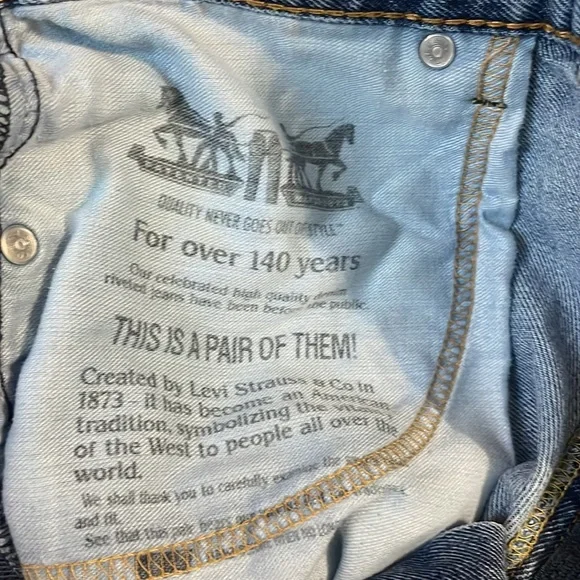 QUALITY NEVER GOES OUT OF STYLE™
For over 140 years
Our celebrated high quality denim
riveted jeans have been before the public.
THIS IS A PAIR OF THEM!
Created by Levi Strauss & Co in
1873 – it has become an American
tradition, symbolizing the vitality
of the West to people all over the
world.
We shall thank you to carefully examine the
and fit.
See that this pair bears